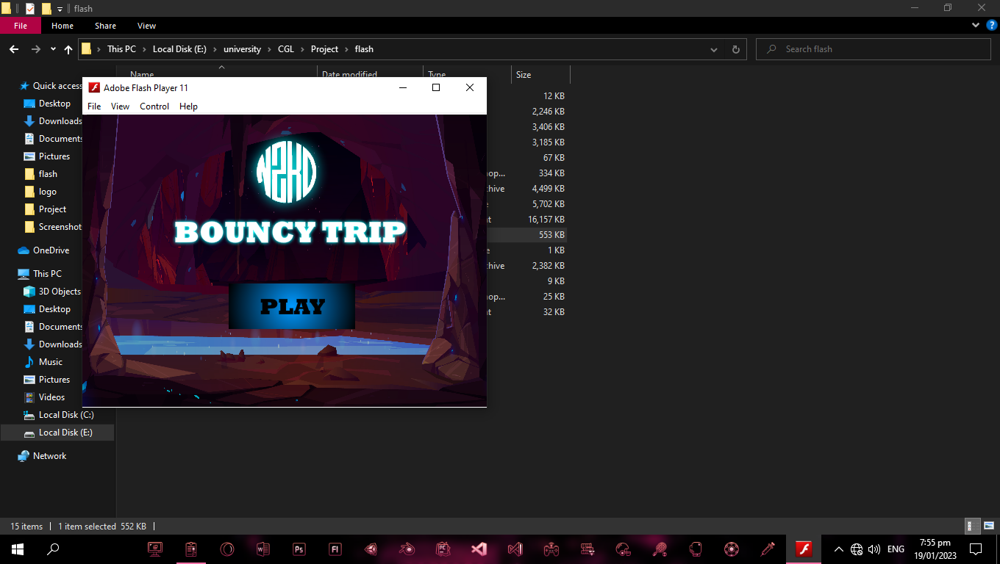 flash
File Home Share View
This PC Local Disk (E:) university CGL Project flash
Search flash
Name Date modified Type Size
Adobe Flash Player 11
File View Control Help
N2KD
BOUNCY TRIP
PLAY
Quick access
Desktop
Downloads
Documents
Pictures
flash
logo
Project
Screenshot
OneDrive
This PC
3D Objects
Desktop
Documents
Downloads
Music
Pictures
Videos
Local Disk (C:)
Local Disk (E:)
Network
12 KB
2,246 KB
3,406 KB
3,185 KB
67 KB
hop... 334 KB
chive 4,499 KB
e 5,702 KB
nt 16,157 KB
553 KB
e 1 KB
chive 2,382 KB
9 KB
hop... 25 KB
nt 32 KB
15 items 1 item selected 552 KB
W Ps Fl PC ENG 7:55 pm
19/01/2023